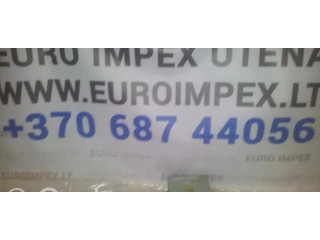 EURO IMPEX UTENA
WWW.EUROIMPEX.LT
+370 687 44056
EURO IMPEX
EURO IMPEX